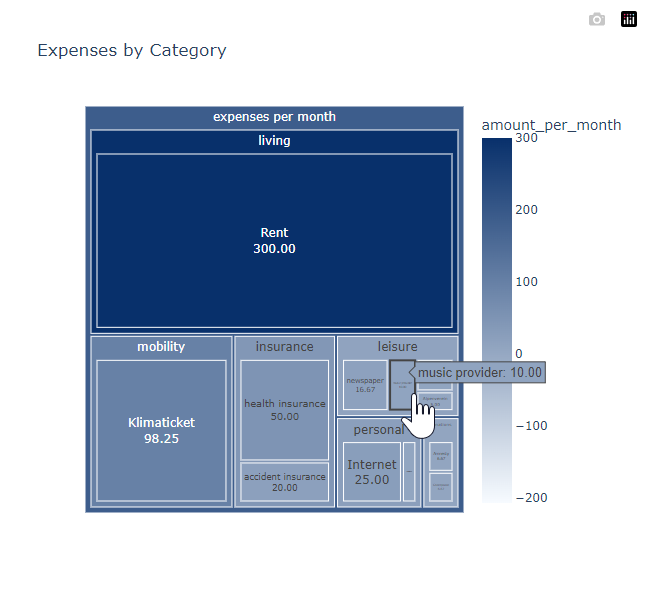 Expenses by Category
expenses per month
living
Rent
300.00
mobility
Klimaticket
98.25
insurance
health insurance
50.00
accident insurance
20.00
leisure
newspaper
16.67
music provider: 10.00
personal
Internet
25.00
amount_per_month
300
200
100
0
−100
−200